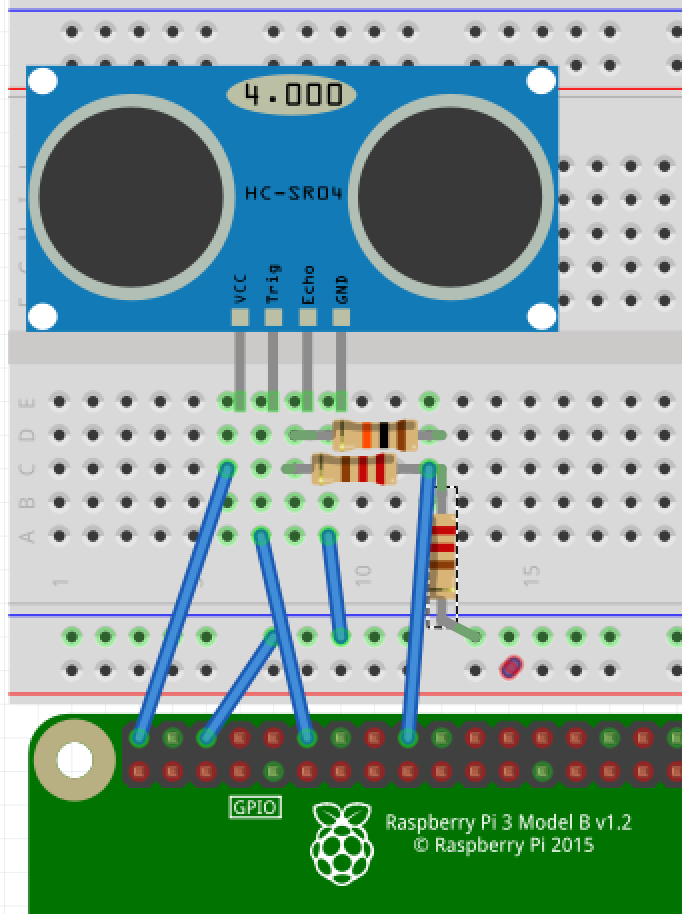 4.000
HC-SR04
VCC
Trig
Echo
GND
E
D
C
B
A
1
10
15
GPIO
Raspberry Pi 3 Model B v1.2
© Raspberry Pi 2015